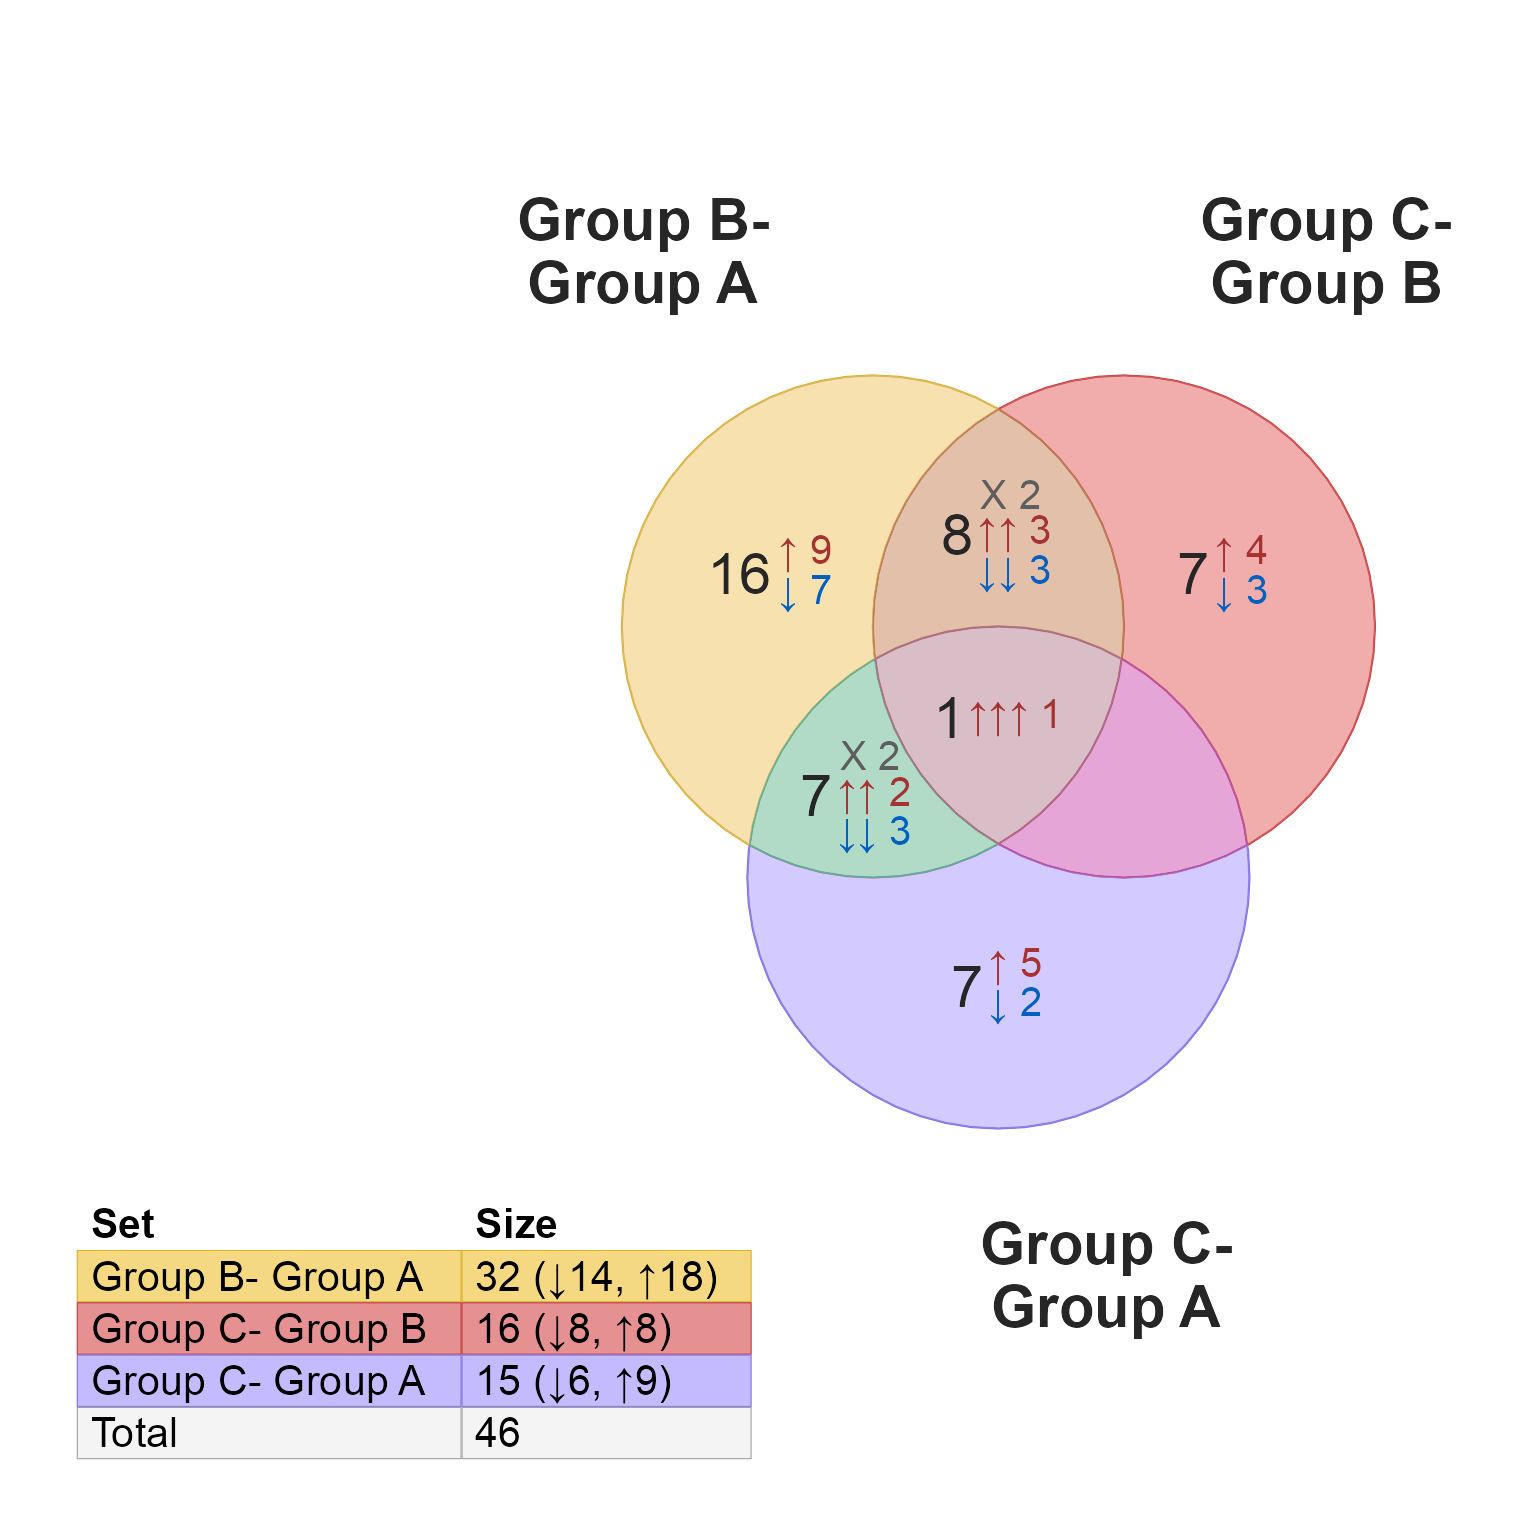 Group B-
Group A
Group C-
Group B
X 2
8 ↑↑ 3
↓↓ 3
16 ↑ 9
↓ 7
7 ↑ 4
↓ 3
1 ↑↑↑ 1
X 2
7 ↑↑ 2
↓↓ 3
7 ↑ 5
↓ 2
Group C-
Group A
Set Size
Group B- Group A 32 (↓14, ↑18)
Group C- Group B 16 (↓8, ↑8)
Group C- Group A 15 (↓6, ↑9)
Total 46